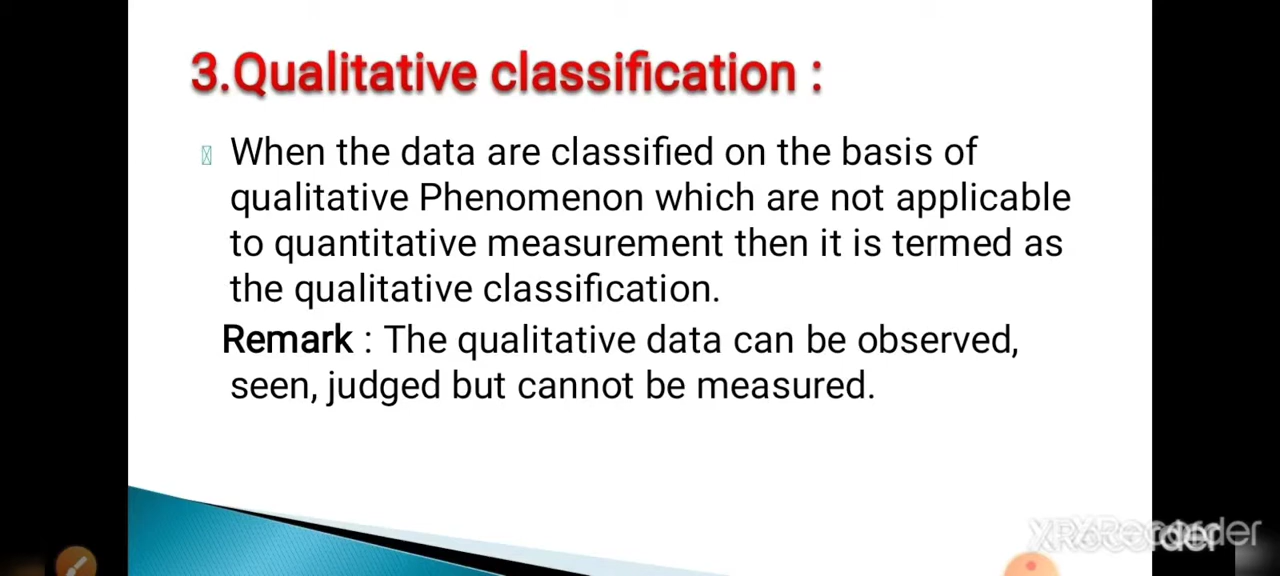 3.Qualitative classification :
When the data are classified on the basis of
qualitative Phenomenon which are not applicable
to quantitative measurement then it is termed as
the qualitative classification.
Remark : The qualitative data can be observed,
seen, judged but cannot be measured.
XRecorder